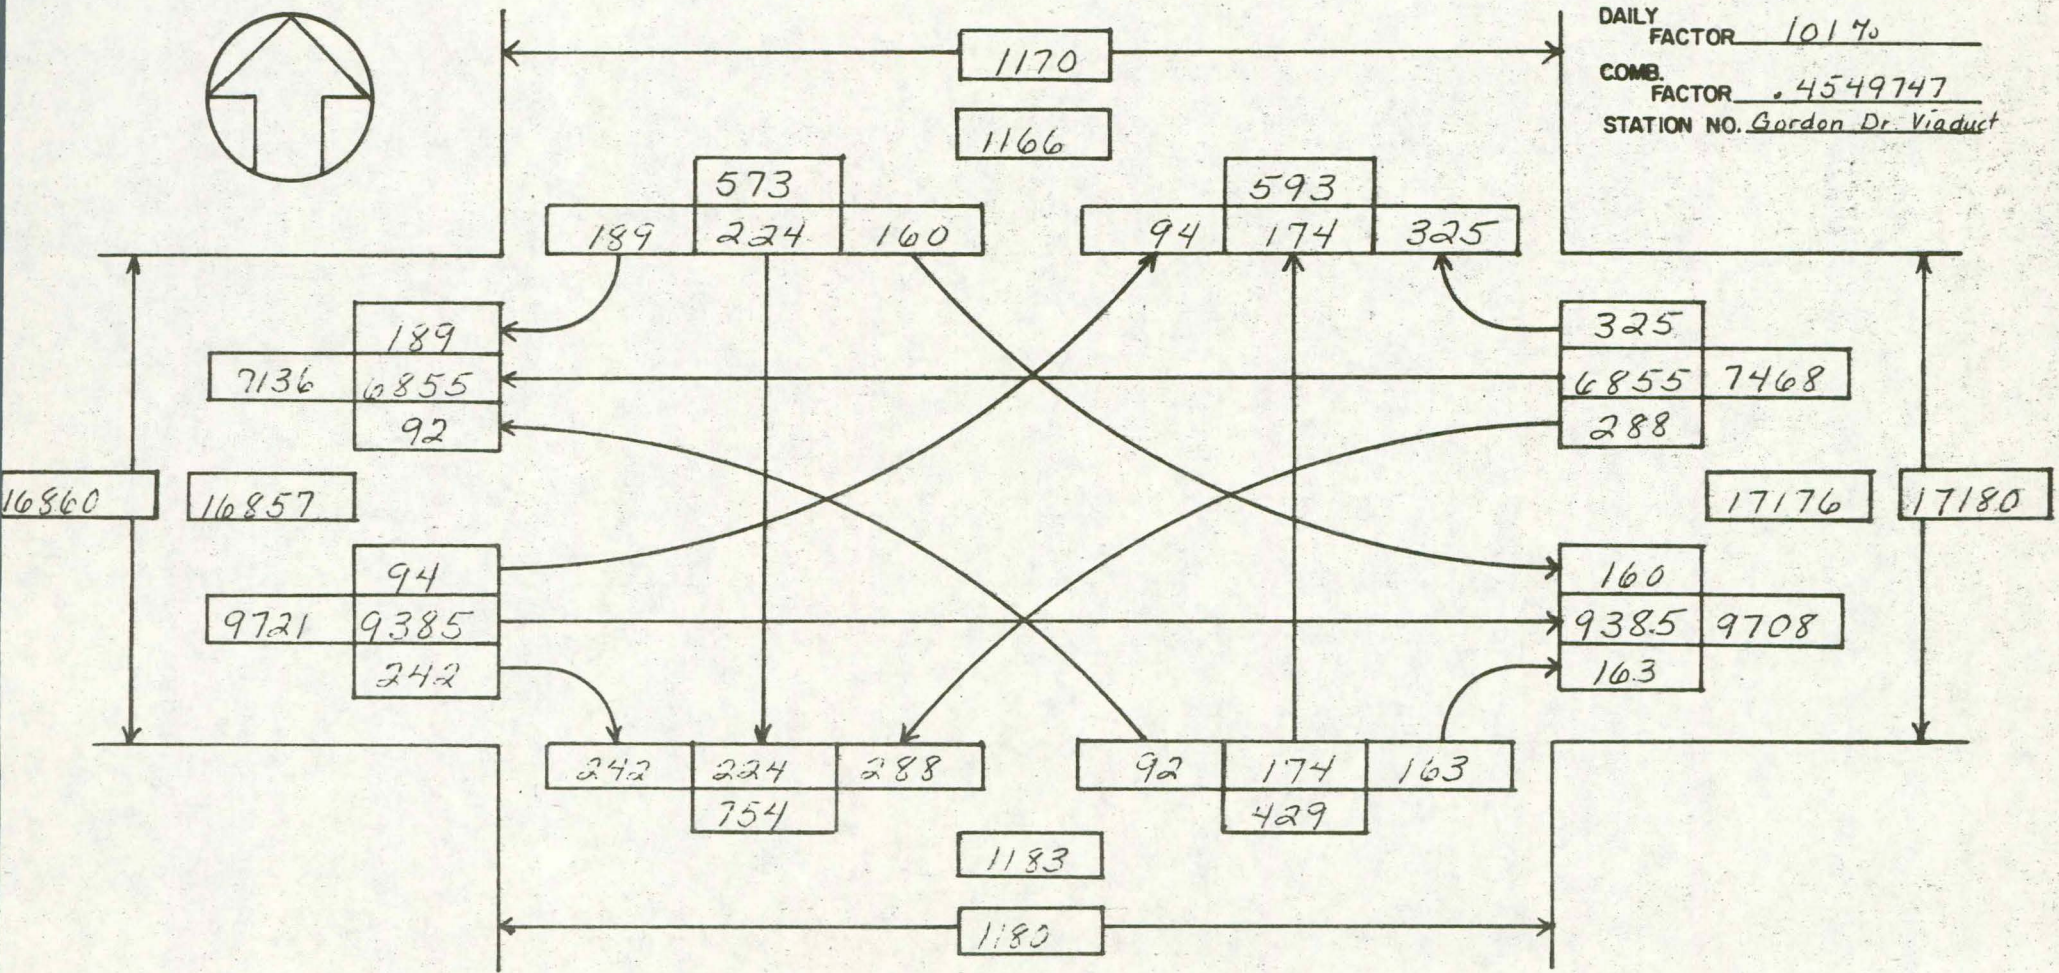 DAILY
FACTOR 101%
COMB.
FACTOR .4549747
STATION NO. Gordon Dr. Viaduct
1170
1166
573
189 224 160
593
94 174 325
189
7136 6855
92
325
6855 7468
288
16860
16857
17176
17180
94
9721 9385
242
160
9385 9708
163
242 224 288
754
92 174 163
429
1183
1180